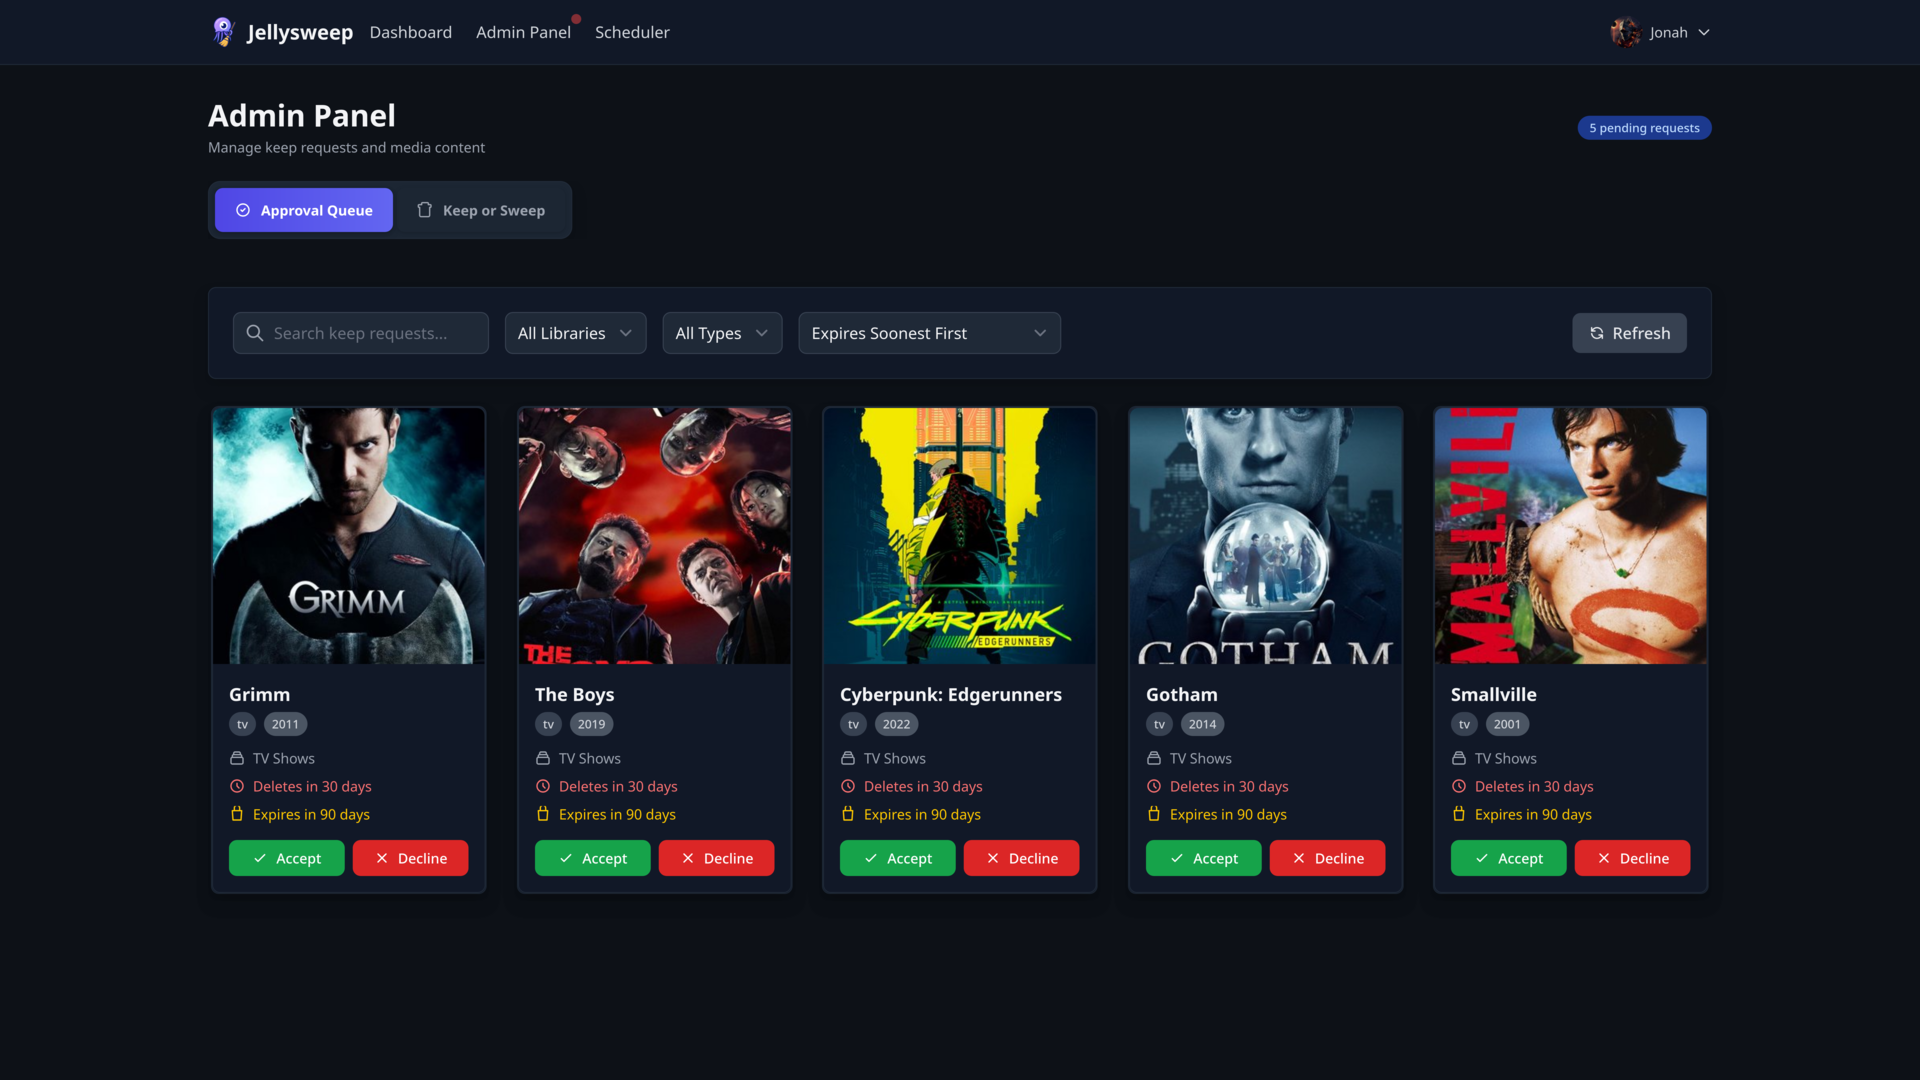 Jellysweep Dashboard Admin Panel Scheduler Jonah
Admin Panel
5 pending requests
Manage keep requests and media content
Approval Queue Keep or Sweep
Search keep requests... All Libraries All Types Expires Soonest First Refresh
GRIMM
THE
A NETFLIX ORIGINAL ANIME SERIES
CYBERPUNK
EDGERUNNERS
GOTHAM
MALLVILL
Grimm
tv 2011
TV Shows
Deletes in 30 days
Expires in 90 days
Accept Decline
The Boys
tv 2019
TV Shows
Deletes in 30 days
Expires in 90 days
Accept Decline
Cyberpunk: Edgerunners
tv 2022
TV Shows
Deletes in 30 days
Expires in 90 days
Accept Decline
Gotham
tv 2014
TV Shows
Deletes in 30 days
Expires in 90 days
Accept Decline
Smallville
tv 2001
TV Shows
Deletes in 30 days
Expires in 90 days
Accept Decline